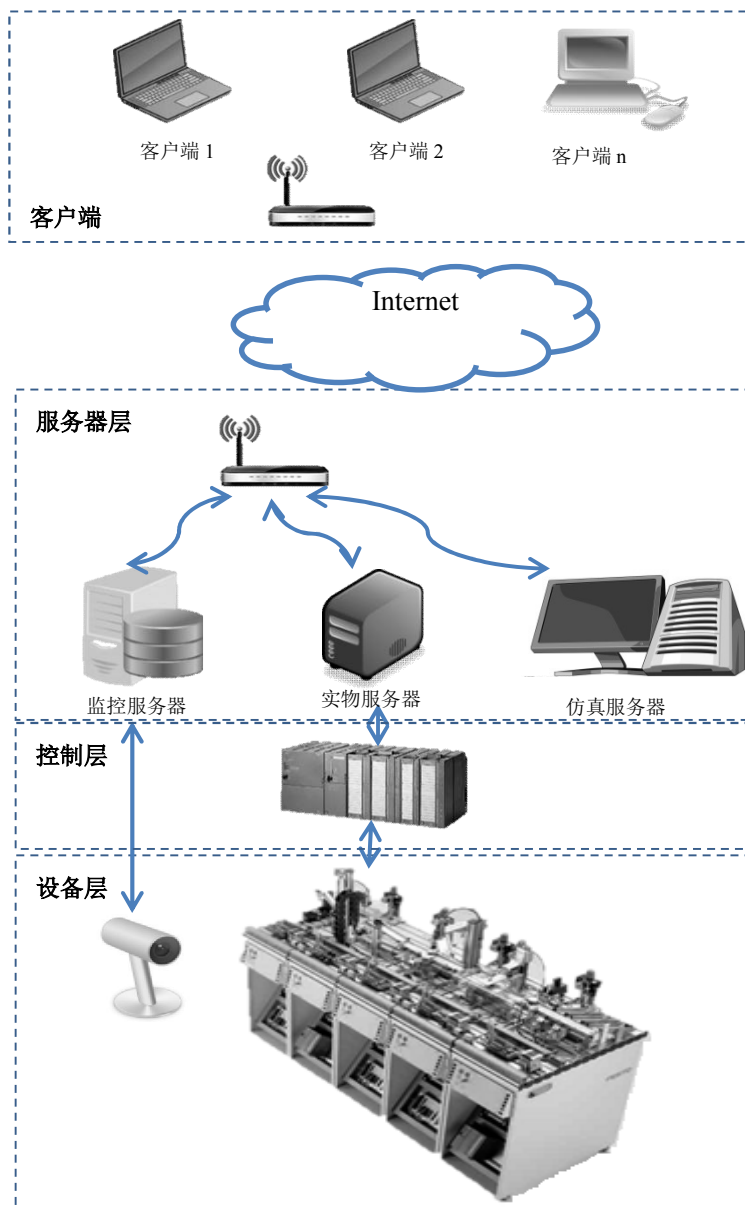 客户端 1
客户端 2
客户端 n
客户端
Internet
服务器层
监控服务器
实物服务器
仿真服务器
控制层
设备层